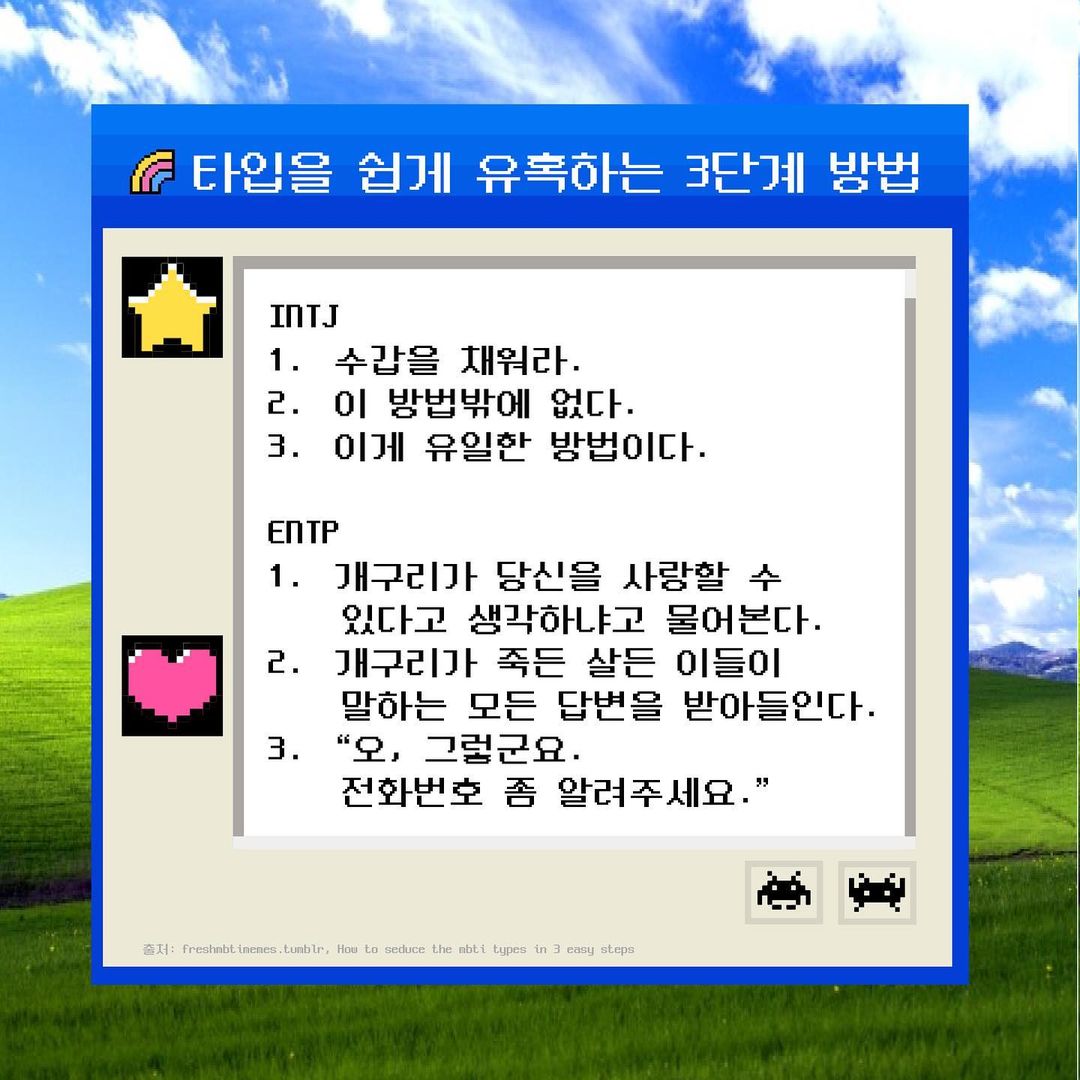 타입을 쉽게 유혹하는 3단계 방법
INTJ
1. 수갑을 채워라.
2. 이 방법밖에 없다.
3. 이게 유일한 방법이다.
ENTP
1. 개구리가 당신을 사랑할 수
있다고 생각하냐고 물어본다.
2. 개구리가 죽든 살든 이들이
말하는 모든 답변을 받아들인다.
3. “오, 그렇군요.
전화번호 좀 알려주세요.”
출처: freshmbtimemes.tumblr, How to seduce the mbti types in 3 easy steps